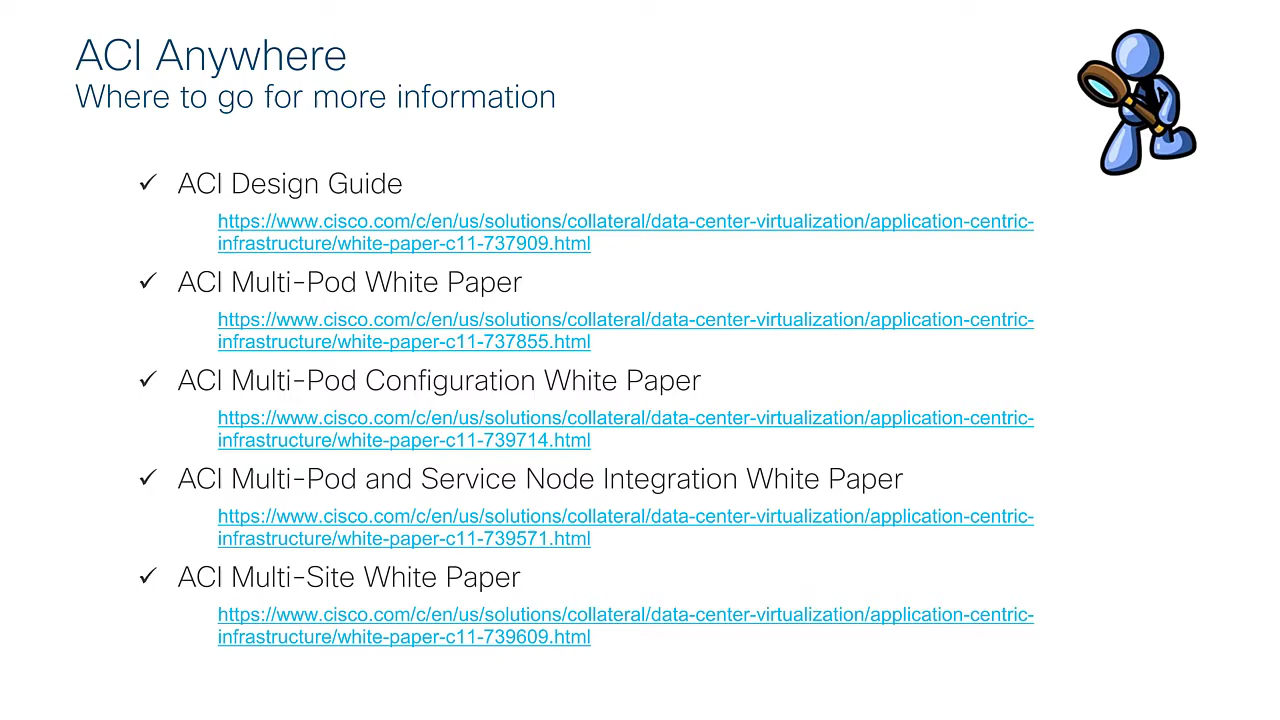 ACI Anywhere
Where to go for more information
✓ ACI Design Guide
https://www.cisco.com/c/en/us/solutions/collateral/data-center-virtualization/application-centric-
infrastructure/white-paper-c11-737909.html
✓ ACI Multi-Pod White Paper
https://www.cisco.com/c/en/us/solutions/collateral/data-center-virtualization/application-centric-
infrastructure/white-paper-c11-737855.html
✓ ACI Multi-Pod Configuration White Paper
https://www.cisco.com/c/en/us/solutions/collateral/data-center-virtualization/application-centric-
infrastructure/white-paper-c11-739714.html
✓ ACI Multi-Pod and Service Node Integration White Paper
https://www.cisco.com/c/en/us/solutions/collateral/data-center-virtualization/application-centric-
infrastructure/white-paper-c11-739571.html
✓ ACI Multi-Site White Paper
https://www.cisco.com/c/en/us/solutions/collateral/data-center-virtualization/application-centric-
infrastructure/white-paper-c11-739609.html